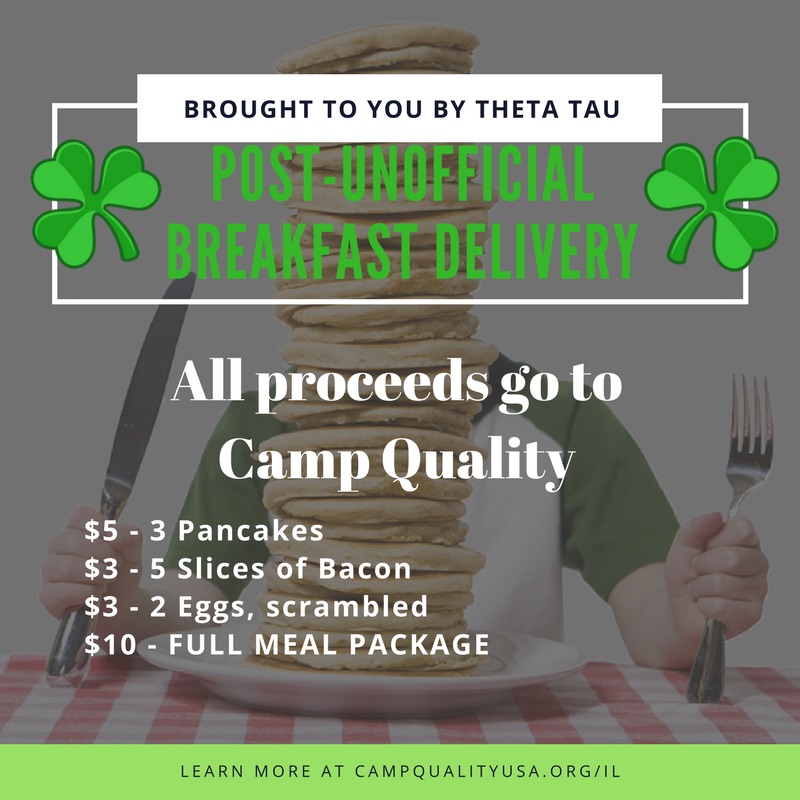 BROUGHT TO YOU BY THETA TAU
POST-UNOFFICIAL
BREAKFAST DELIVERY
All proceeds go to
Camp Quality
$5 - 3 Pancakes
$3 - 5 Slices of Bacon
$3 - 2 Eggs, scrambled
$10 - FULL MEAL PACKAGE
LEARN MORE AT CAMPQUALITYUSA.ORG/IL